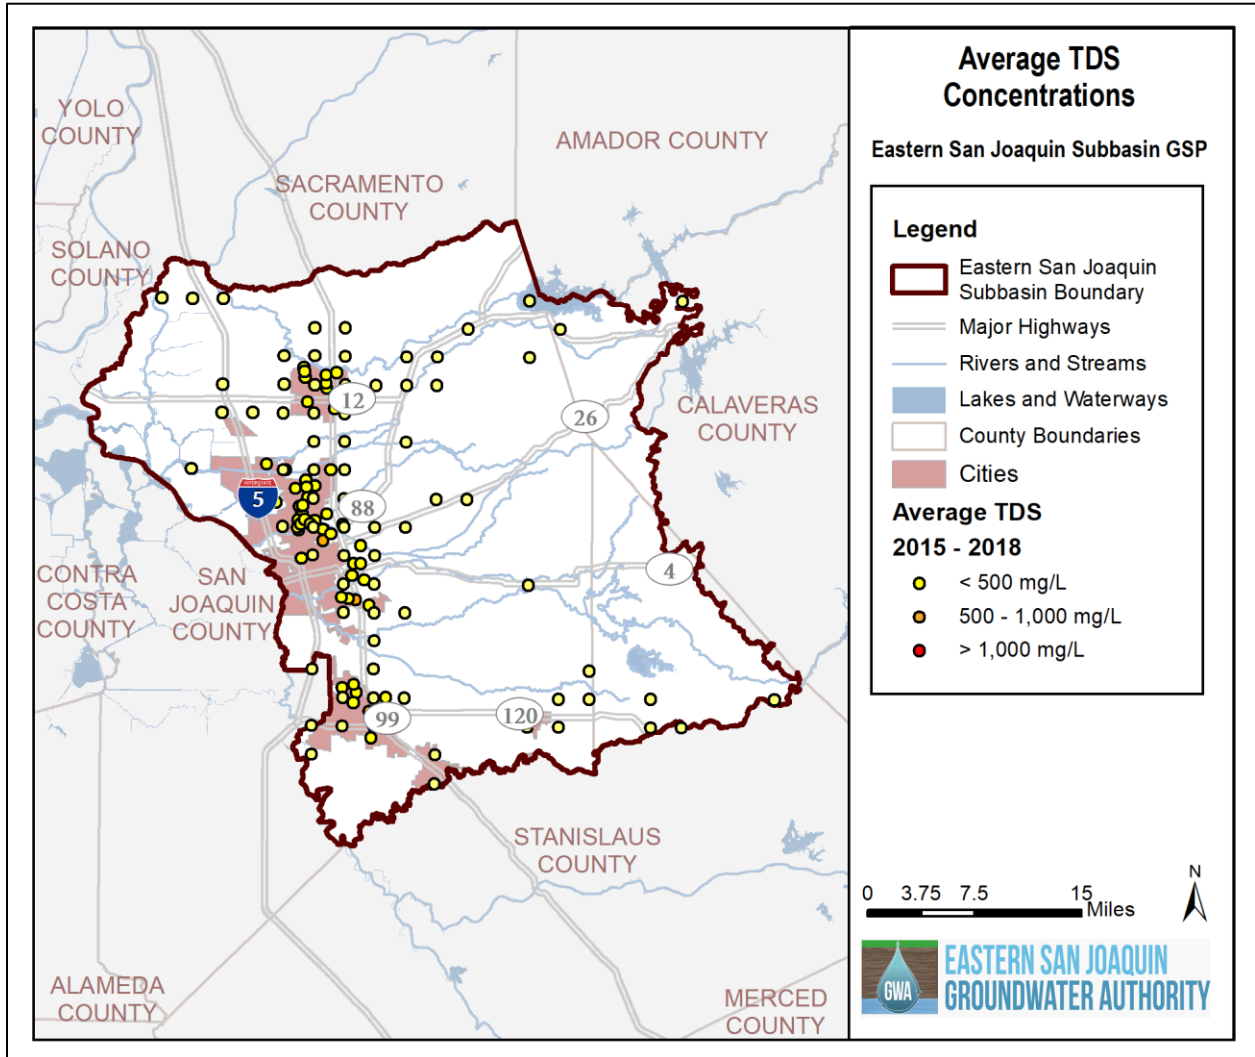 YOLO
COUNTY
AMADOR COUNTY
SACRAMENTO
COUNTY
SOLANO
COUNTY
12
26
CALAVERAS
COUNTY
INTERSTATE
5
88
4
CONTRA
COSTA
COUNTY
SAN
JOAQUIN
COUNTY
99
120
STANISLAUS
COUNTY
ALAMEDA
COUNTY
MERCED
COUNTY
Average TDS
Concentrations
Eastern San Joaquin Subbasin GSP
Legend
Eastern San Joaquin
Subbasin Boundary
Major Highways
Rivers and Streams
Lakes and Waterways
County Boundaries
Cities
Average TDS
2015 - 2018
< 500 mg/L
500 - 1,000 mg/L
> 1,000 mg/L
N
0 3.75 7.5 15
Miles
GWA
EASTERN SAN JOAQUIN
GROUNDWATER AUTHORITY